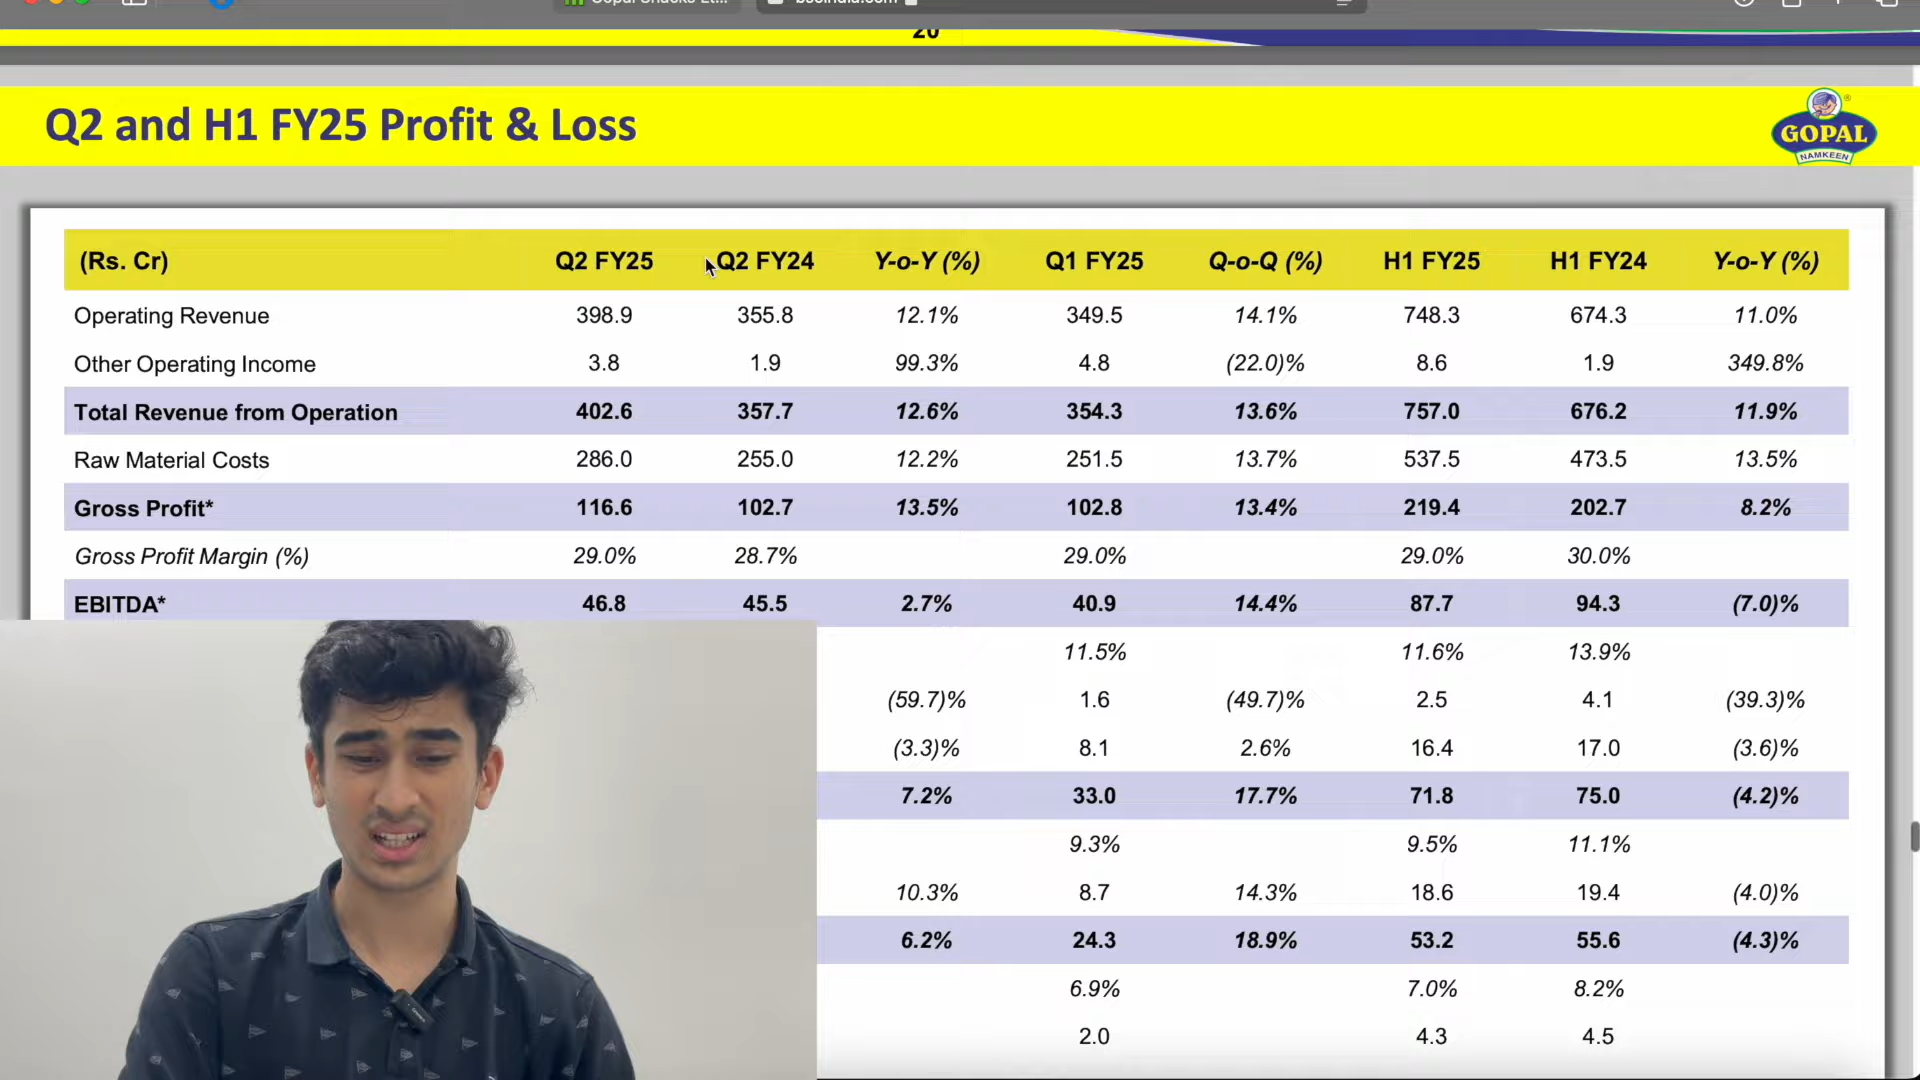 Gopal Snacks Lt...
bseindia.com
20
Q2 and H1 FY25 Profit & Loss
GOPAL
NAMKEEN
(Rs. Cr) Q2 FY25 Q2 FY24 Y-o-Y (%) Q1 FY25 Q-o-Q (%) H1 FY25 H1 FY24 Y-o-Y (%)
Operating Revenue 398.9 355.8 12.1% 349.5 14.1% 748.3 674.3 11.0%
Other Operating Income 3.8 1.9 99.3% 4.8 (22.0)% 8.6 1.9 349.8%
Total Revenue from Operation 402.6 357.7 12.6% 354.3 13.6% 757.0 676.2 11.9%
Raw Material Costs 286.0 255.0 12.2% 251.5 13.7% 537.5 473.5 13.5%
Gross Profit* 116.6 102.7 13.5% 102.8 13.4% 219.4 202.7 8.2%
Gross Profit Margin (%) 29.0% 28.7% 29.0% 29.0% 30.0%
EBITDA* 46.8 45.5 2.7% 40.9 14.4% 87.7 94.3 (7.0)%
11.5% 11.6% 13.9%
(59.7)% 1.6 (49.7)% 2.5 4.1 (39.3)%
(3.3)% 8.1 2.6% 16.4 17.0 (3.6)%
7.2% 33.0 17.7% 71.8 75.0 (4.2)%
9.3% 9.5% 11.1%
10.3% 8.7 14.3% 18.6 19.4 (4.0)%
6.2% 24.3 18.9% 53.2 55.6 (4.3)%
6.9% 7.0% 8.2%
2.0 4.3 4.5